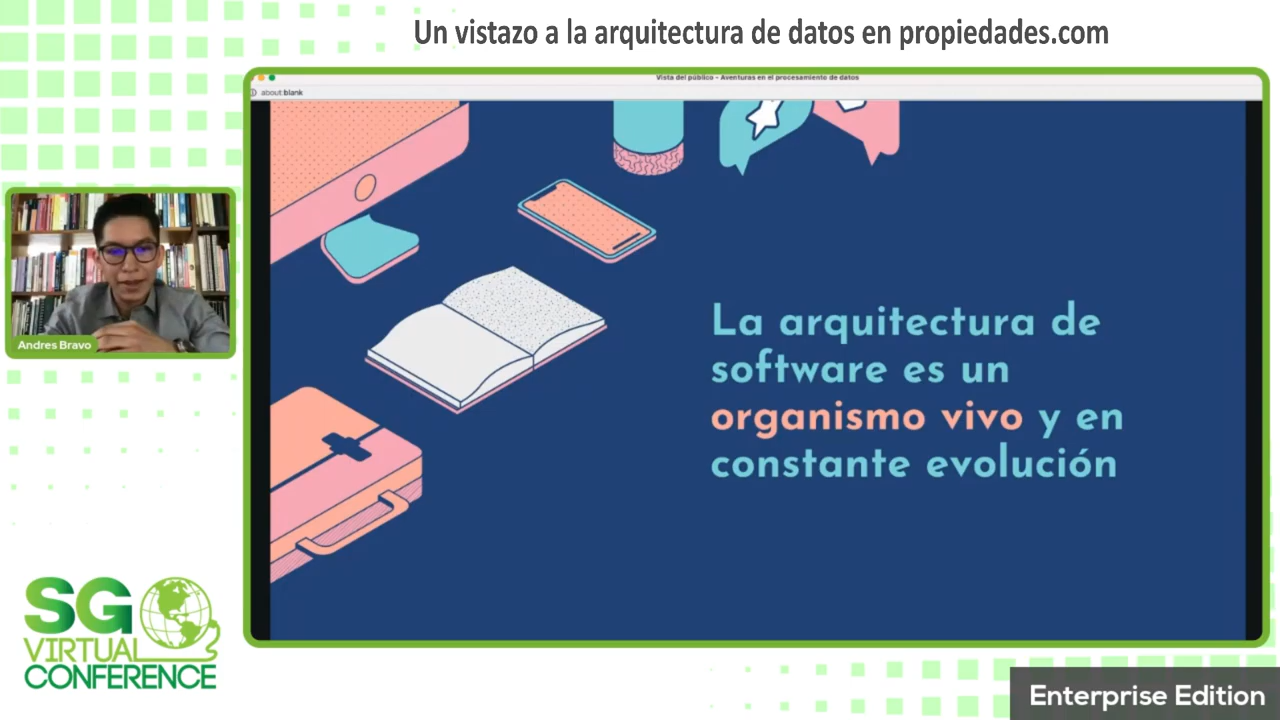 Un vistazo a la arquitectura de datos en propiedades.com
Vista del público - Aventuras en el procesamiento de datos
about:blank
La arquitectura de
software es un
organismo vivo y en
constante evolución
Andres Bravo
SG
VIRTUAL
CONFERENCE
Enterprise Edition